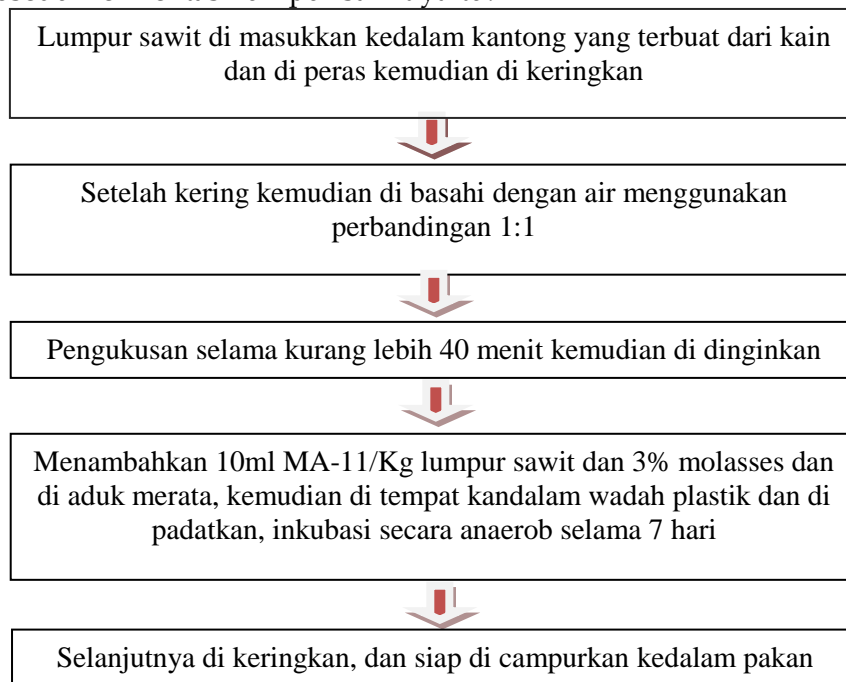 Lumpur sawit di masukkan kedalam kantong yang terbuat dari kain
dan di peras kemudian di keringkan
Setelah kering kemudian di basahi dengan air menggunakan
perbandingan 1:1
Pengukusan selama kurang lebih 40 menit kemudian di dinginkan
Menambahkan 10ml MA-11/Kg lumpur sawit dan 3% molasses dan
di aduk merata, kemudian di tempat kandalam wadah plastik dan di
padatkan, inkubasi secara anaerob selama 7 hari
Selanjutnya di keringkan, dan siap di campurkan kedalam pakan